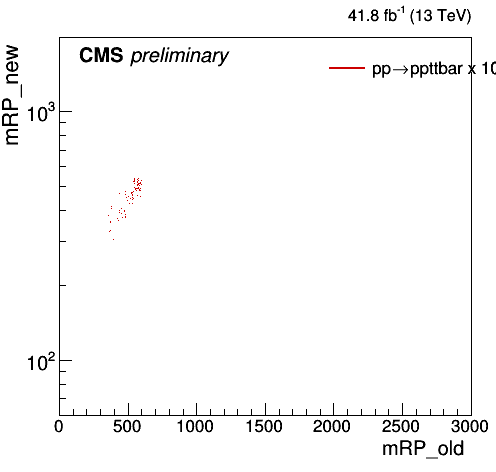 41.8 fb-1 (13 TeV)
CMS preliminary
pp→ppttbar x 10
mRP_new
10³
10²
0 500 1000 1500 2000 2500 3000
mRP_old